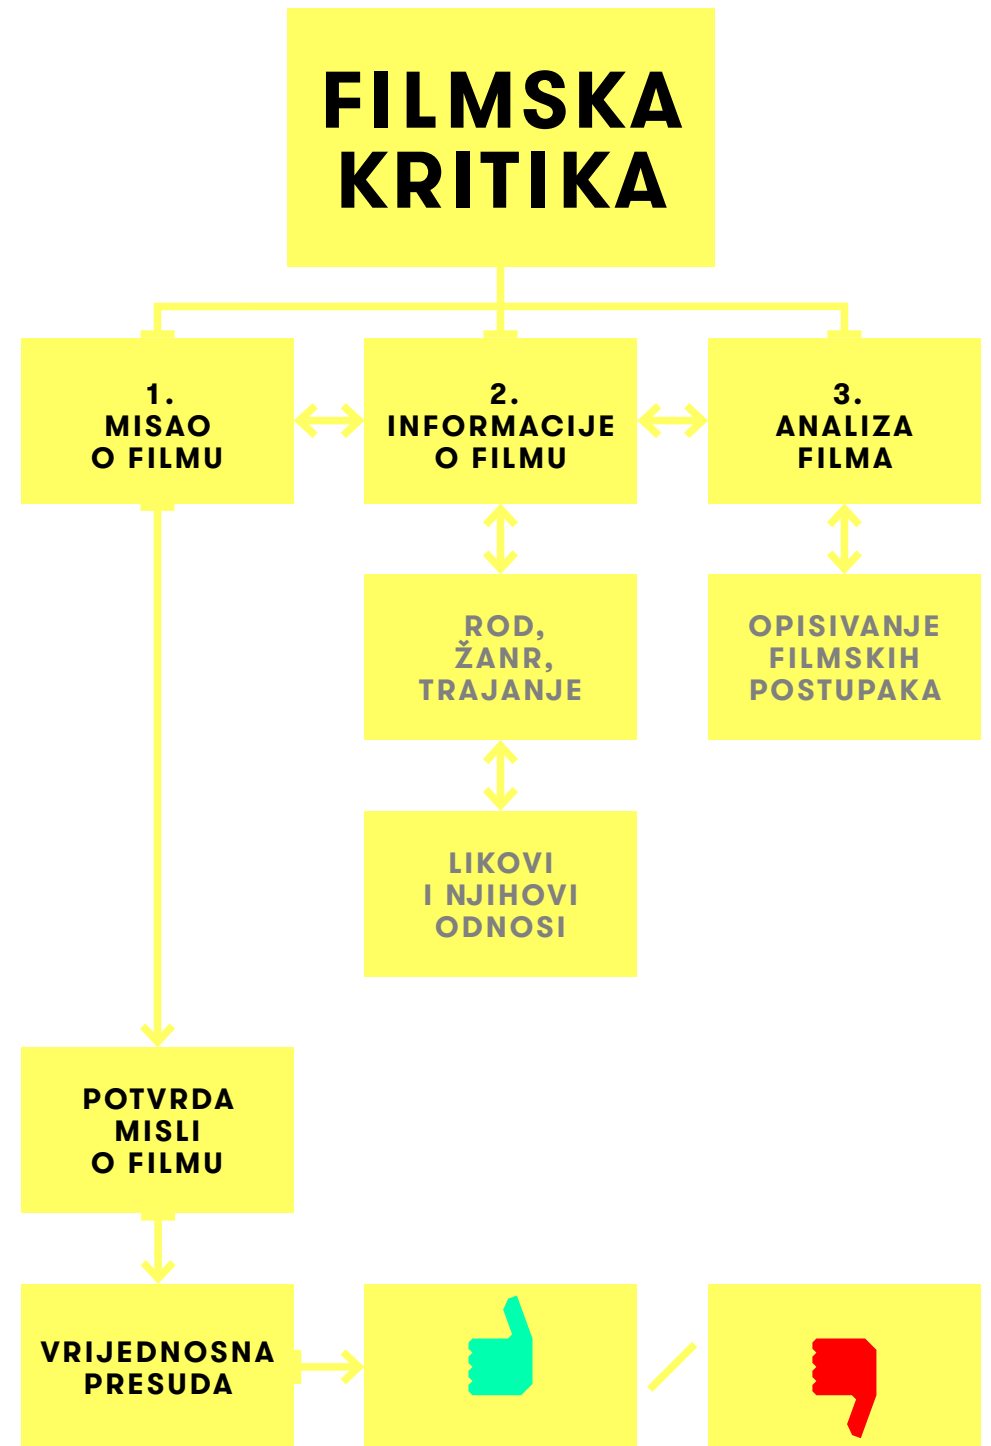 FILMSKA
KRITIKA
1.
MISAO
O FILMU
2.
INFORMACIJE
O FILMU
3.
ANALIZA
FILMA
ROD,
ŽANR,
TRAJANJE
OPISIVANJE
FILMSKIH
POSTUPAKA
LIKOVI
I NJIHOVI
ODNOSI
POTVRDA
MISLI
O FILMU
VRIJEDNOSNA
PRESUDA